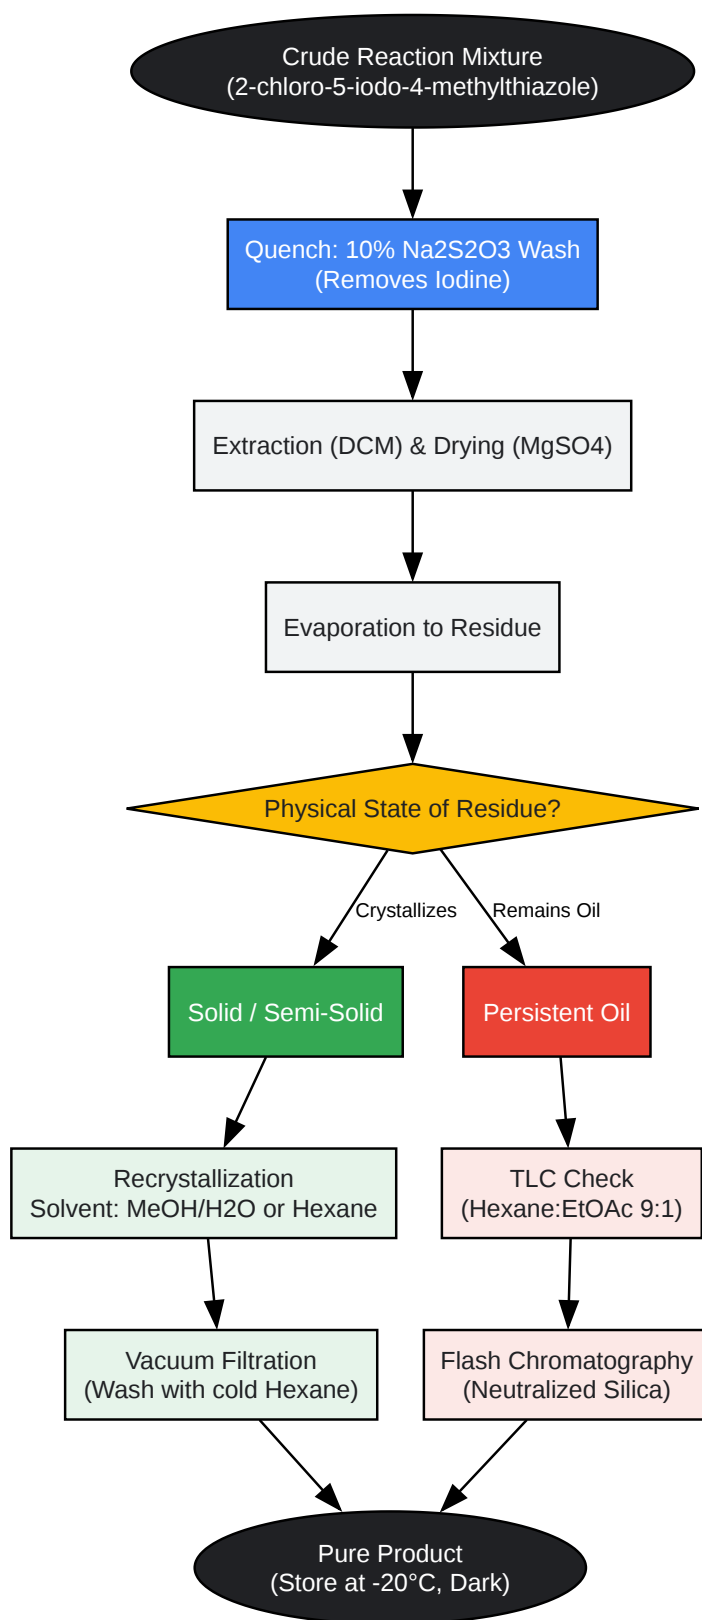 Crude Reaction Mixture
(2-chloro-5-iodo-4-methylthiazole)
Quench: 10% Na2S2O3 Wash
(Removes Iodine)
Extraction (DCM) & Drying (MgSO4)
Evaporation to Residue
Physical State of Residue?
Crystallizes
Remains Oil
Solid / Semi-Solid
Persistent Oil
Recrystallization
Solvent: MeOH/H2O or Hexane
TLC Check
(Hexane:EtOAc 9:1)
Vacuum Filtration
(Wash with cold Hexane)
Flash Chromatography
(Neutralized Silica)
Pure Product
(Store at -20°C, Dark)